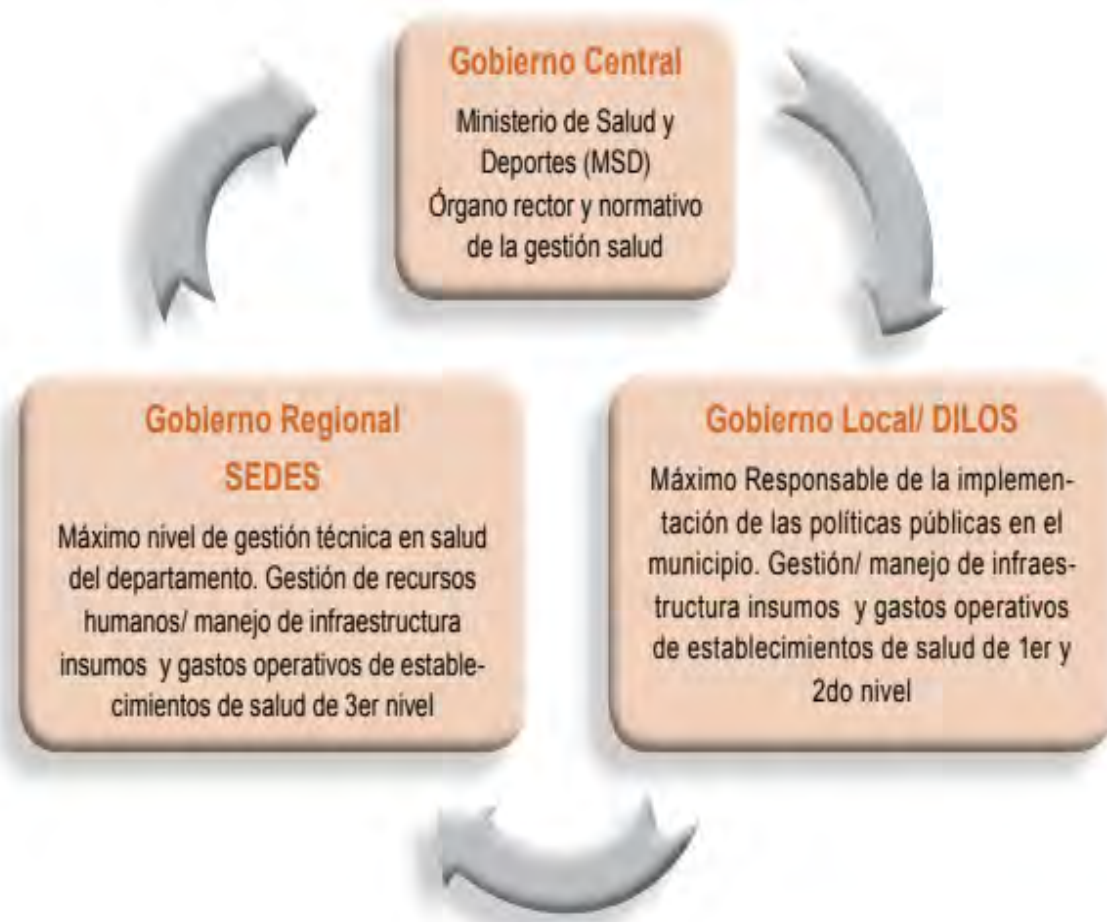 Gobierno Central
Ministerio de Salud y
Deportes (MSD)
Órgano rector y normativo
de la gestión salud
Gobierno Regional
SEDES
Máximo nivel de gestión técnica en salud
del departamento. Gestión de recursos
humanos/ manejo de infraestructura
insumos y gastos operativos de estable-
cimientos de salud de 3er nivel
Gobierno Local/ DILOS
Máximo Responsable de la implemen-
tación de las políticas públicas en el
municipio. Gestión/ manejo de infraes-
tructura insumos y gastos operativos
de establecimientos de salud de 1er y
2do nivel